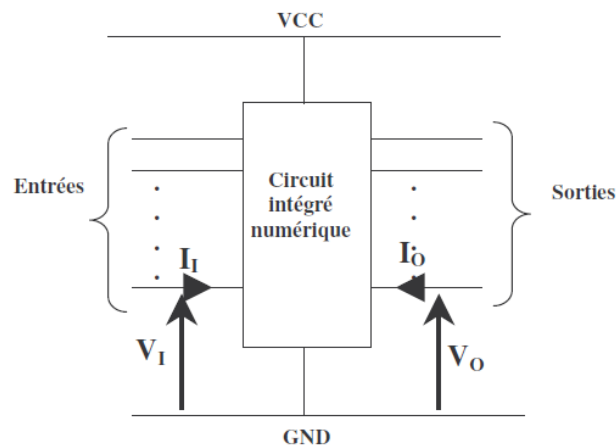 VCC
Entrées
Circuit
intégré
numérique
Sorties
I_I
I_O
V_I
V_O
GND